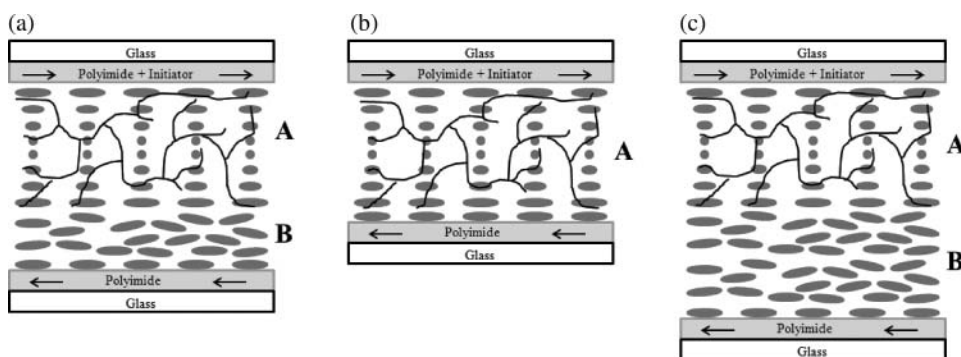 (a)
Glass
Polyimide + Initiator
A
B
Polyimide
Glass
(b)
Glass
Polyimide + Initiator
A
Polyimide
Glass
(c)
Glass
Polyimide + Initiator
A
B
Polyimide
Glass